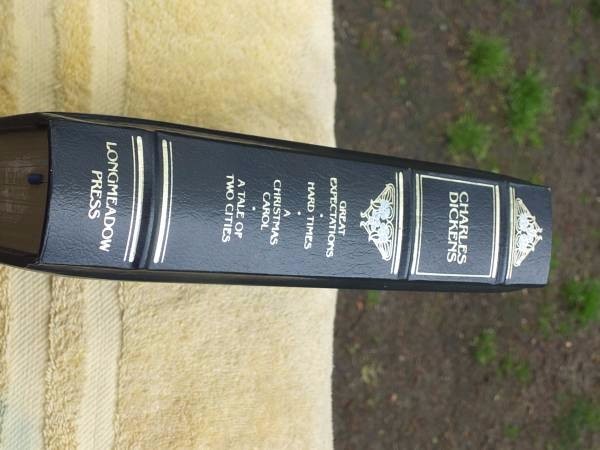 CHARLES
DICKENS
GREAT
EXPECTATIONS
•
HARD TIMES
•
A
CHRISTMAS
CAROL
•
A TALE OF
TWO CITIES
LONGMEADOW
PRESS